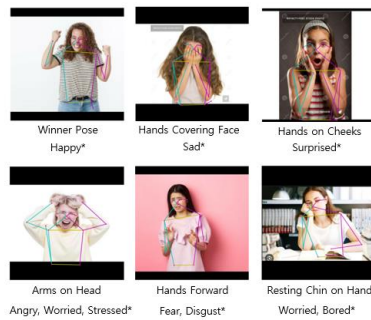 Winner Pose
Happy*
Hands Covering Face
Sad*
Hands on Cheeks
Surprised*
Arms on Head
Angry, Worried, Stressed*
Hands Forward
Fear, Disgust*
Resting Chin on Hand
Worried, Bored*